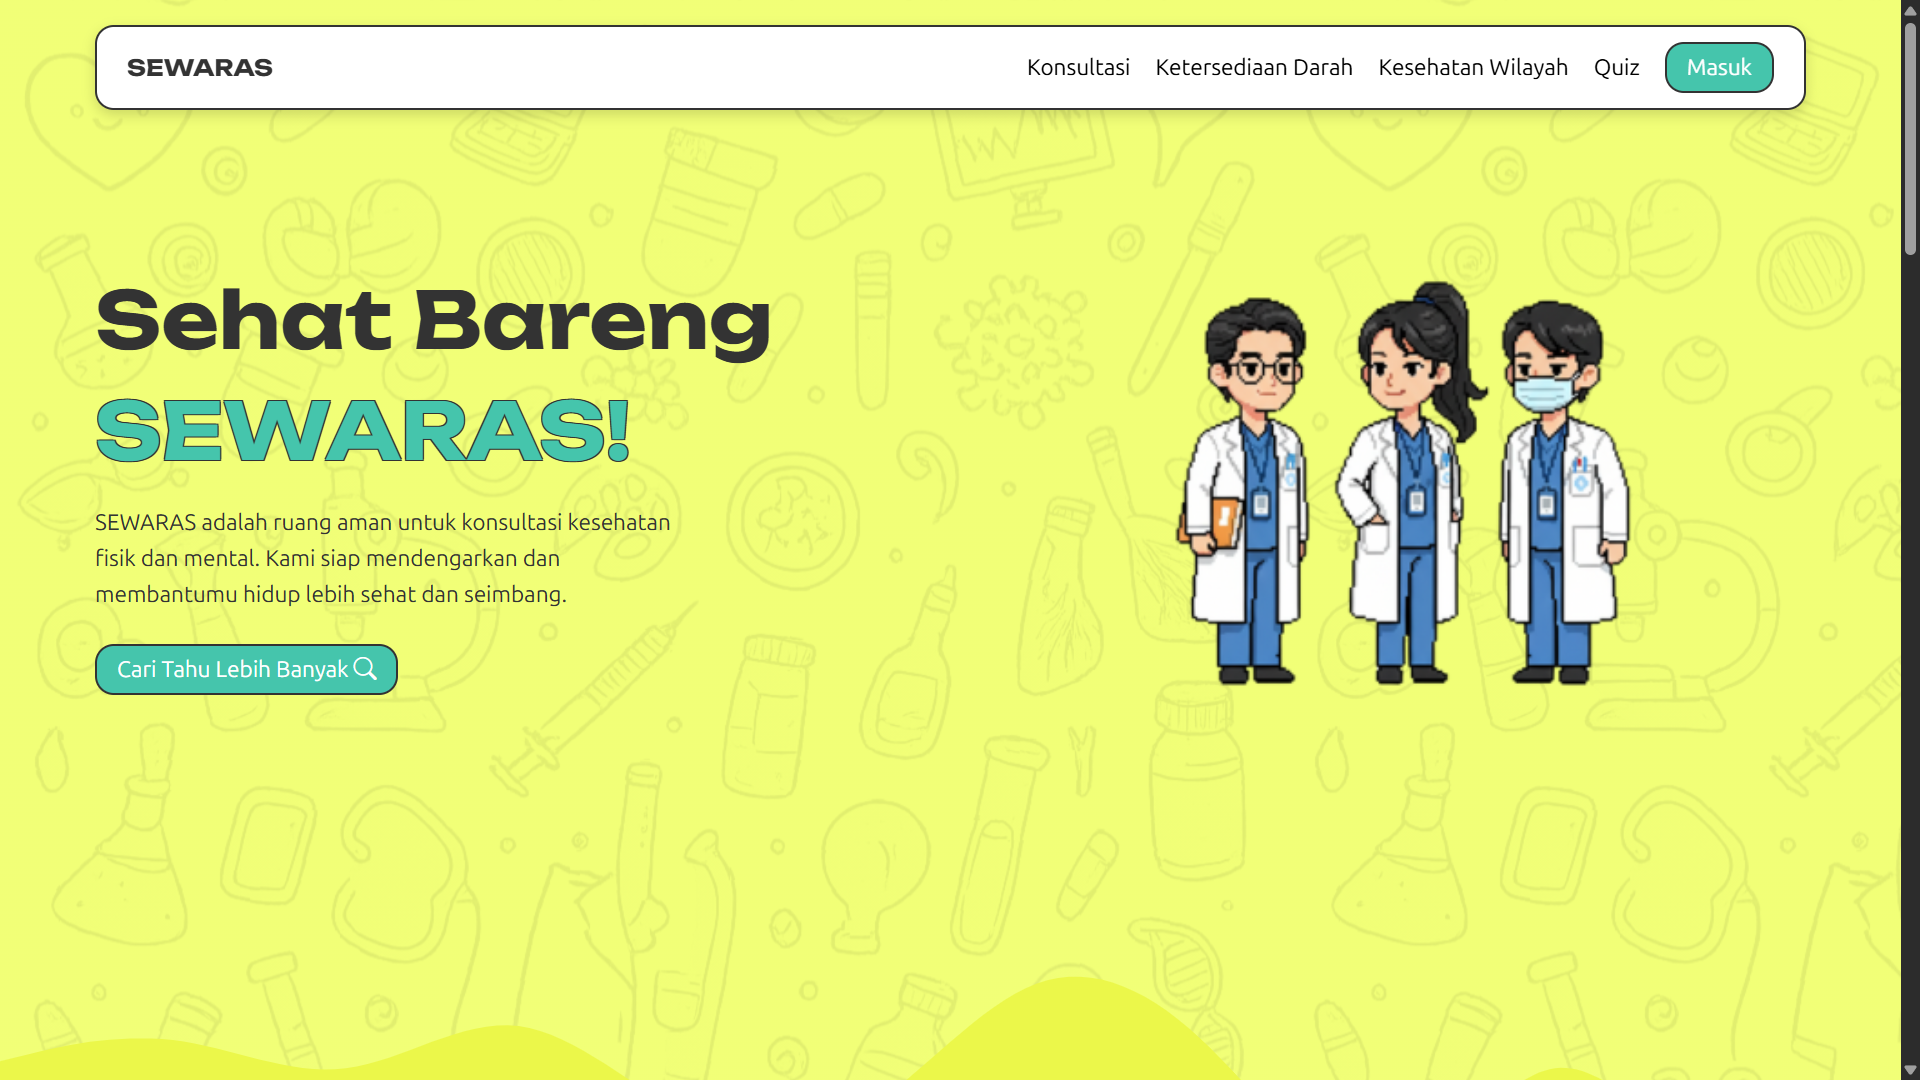 SEWARAS
Konsultasi
Ketersediaan Darah
Kesehatan Wilayah
Quiz
Masuk
Sehat Bareng
SEWARAS!
SEWARAS adalah ruang aman untuk konsultasi kesehatan
fisik dan mental. Kami siap mendengarkan dan
membantumu hidup lebih sehat dan seimbang.
Cari Tahu Lebih Banyak